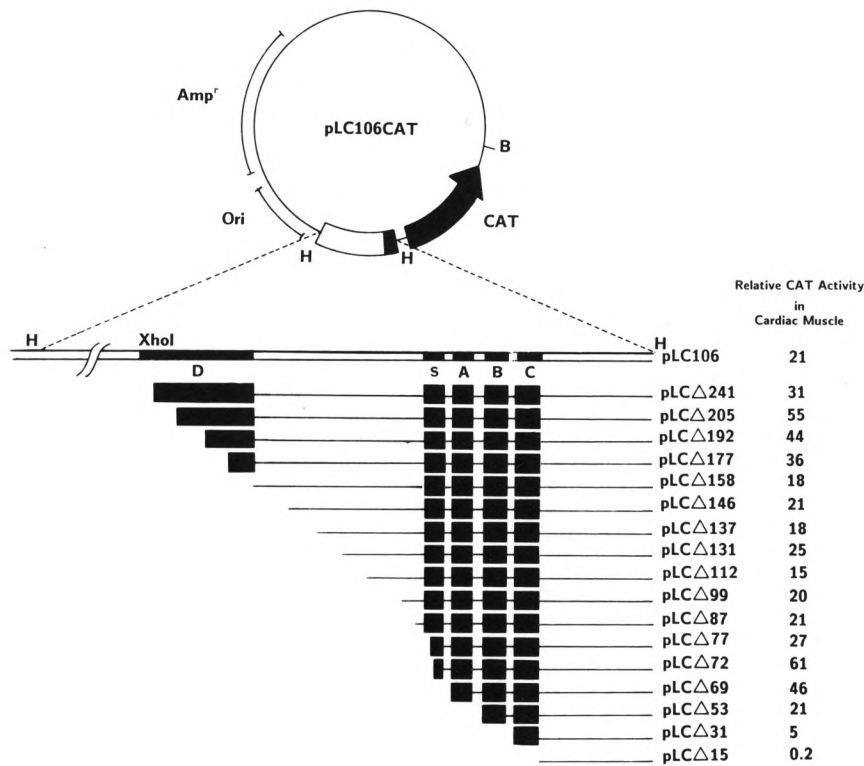 Amp^r
pLC106CAT
B
Ori
CAT
H
H
Relative CAT Activity
in
Cardiac Muscle
H
XhoI
H
pLC106 21
D
S A B C
pLC△241 31
pLC△205 55
pLC△192 44
pLC△177 36
pLC△158 18
pLC△146 21
pLC△137 18
pLC△131 25
pLC△112 15
pLC△99 20
pLC△87 21
pLC△77 27
pLC△72 61
pLC△69 46
pLC△53 21
pLC△31 5
pLC△15 0.2